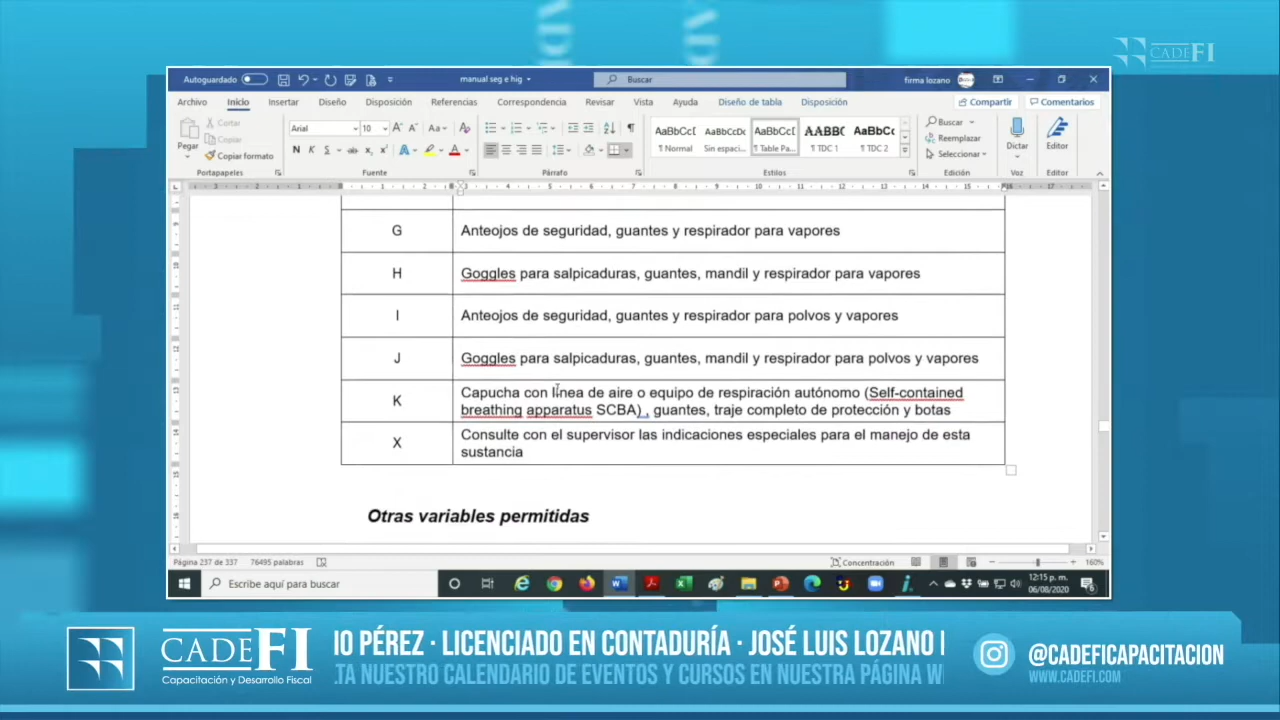 CADEFI
Autoguardado
manual seg e hig
Buscar
firma lozano
Archivo Inicio Insertar Diseño Disposición Referencias Correspondencia Revisar Vista Ayuda Diseño de tabla Disposición Compartir Comentarios
Pegar
Cortar
Copiar
Copiar formato
Arial 10
N K S ab x₂ x²
AaBbCcI AaBbCcDc AaBbCcI AABBC AaBbCc
¶ Normal Sin espaci... ¶ Table Pa... ¶ TDC 1 ¶ TDC 2
Buscar
Reemplazar
Seleccionar
Dictar
Editor
Portapapeles Fuente Párrafo Estilos Edición Voz Editor
G Anteojos de seguridad, guantes y respirador para vapores
H Goggles para salpicaduras, guantes, mandil y respirador para vapores
I Anteojos de seguridad, guantes y respirador para polvos y vapores
J Goggles para salpicaduras, guantes, mandil y respirador para polvos y vapores
K Capucha con línea de aire o equipo de respiración autónomo (Self-contained
breathing apparatus SCBA) , guantes, traje completo de protección y botas
X Consulte con el supervisor las indicaciones especiales para el manejo de esta
sustancia
Otras variables permitidas
Página 237 de 337 76495 palabras Concentración 160%
Escribe aquí para buscar
12:15 p. m.
06/08/2020
CADEFI
Capacitación y Desarrollo Fiscal
IO PÉREZ · LICENCIADO EN CONTADURÍA · JOSÉ LUIS LOZANO
TA NUESTRO CALENDARIO DE EVENTOS Y CURSOS EN NUESTRA PÁGINA W
@CADEFICAPACITACION
WWW.CADEFI.COM